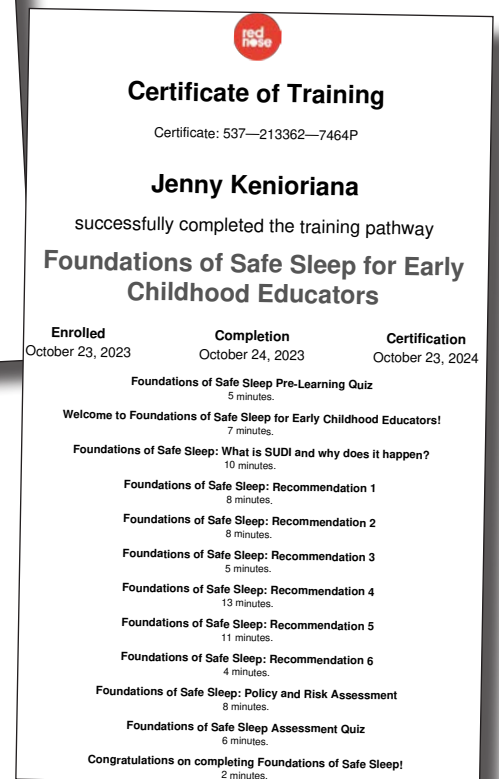 red
nose
Certificate of Training
Certificate: 537—213362—7464P
Jenny Kenioriana
successfully completed the training pathway
Foundations of Safe Sleep for Early
Childhood Educators
Enrolled Completion Certification
October 23, 2023 October 24, 2023 October 23, 2024
Foundations of Safe Sleep Pre-Learning Quiz
5 minutes.
Welcome to Foundations of Safe Sleep for Early Childhood Educators!
7 minutes.
Foundations of Safe Sleep: What is SUDI and why does it happen?
10 minutes.
Foundations of Safe Sleep: Recommendation 1
8 minutes.
Foundations of Safe Sleep: Recommendation 2
8 minutes.
Foundations of Safe Sleep: Recommendation 3
5 minutes.
Foundations of Safe Sleep: Recommendation 4
13 minutes.
Foundations of Safe Sleep: Recommendation 5
11 minutes.
Foundations of Safe Sleep: Recommendation 6
4 minutes.
Foundations of Safe Sleep: Policy and Risk Assessment
8 minutes.
Foundations of Safe Sleep Assessment Quiz
6 minutes.
Congratulations on completing Foundations of Safe Sleep!
2 minutes.